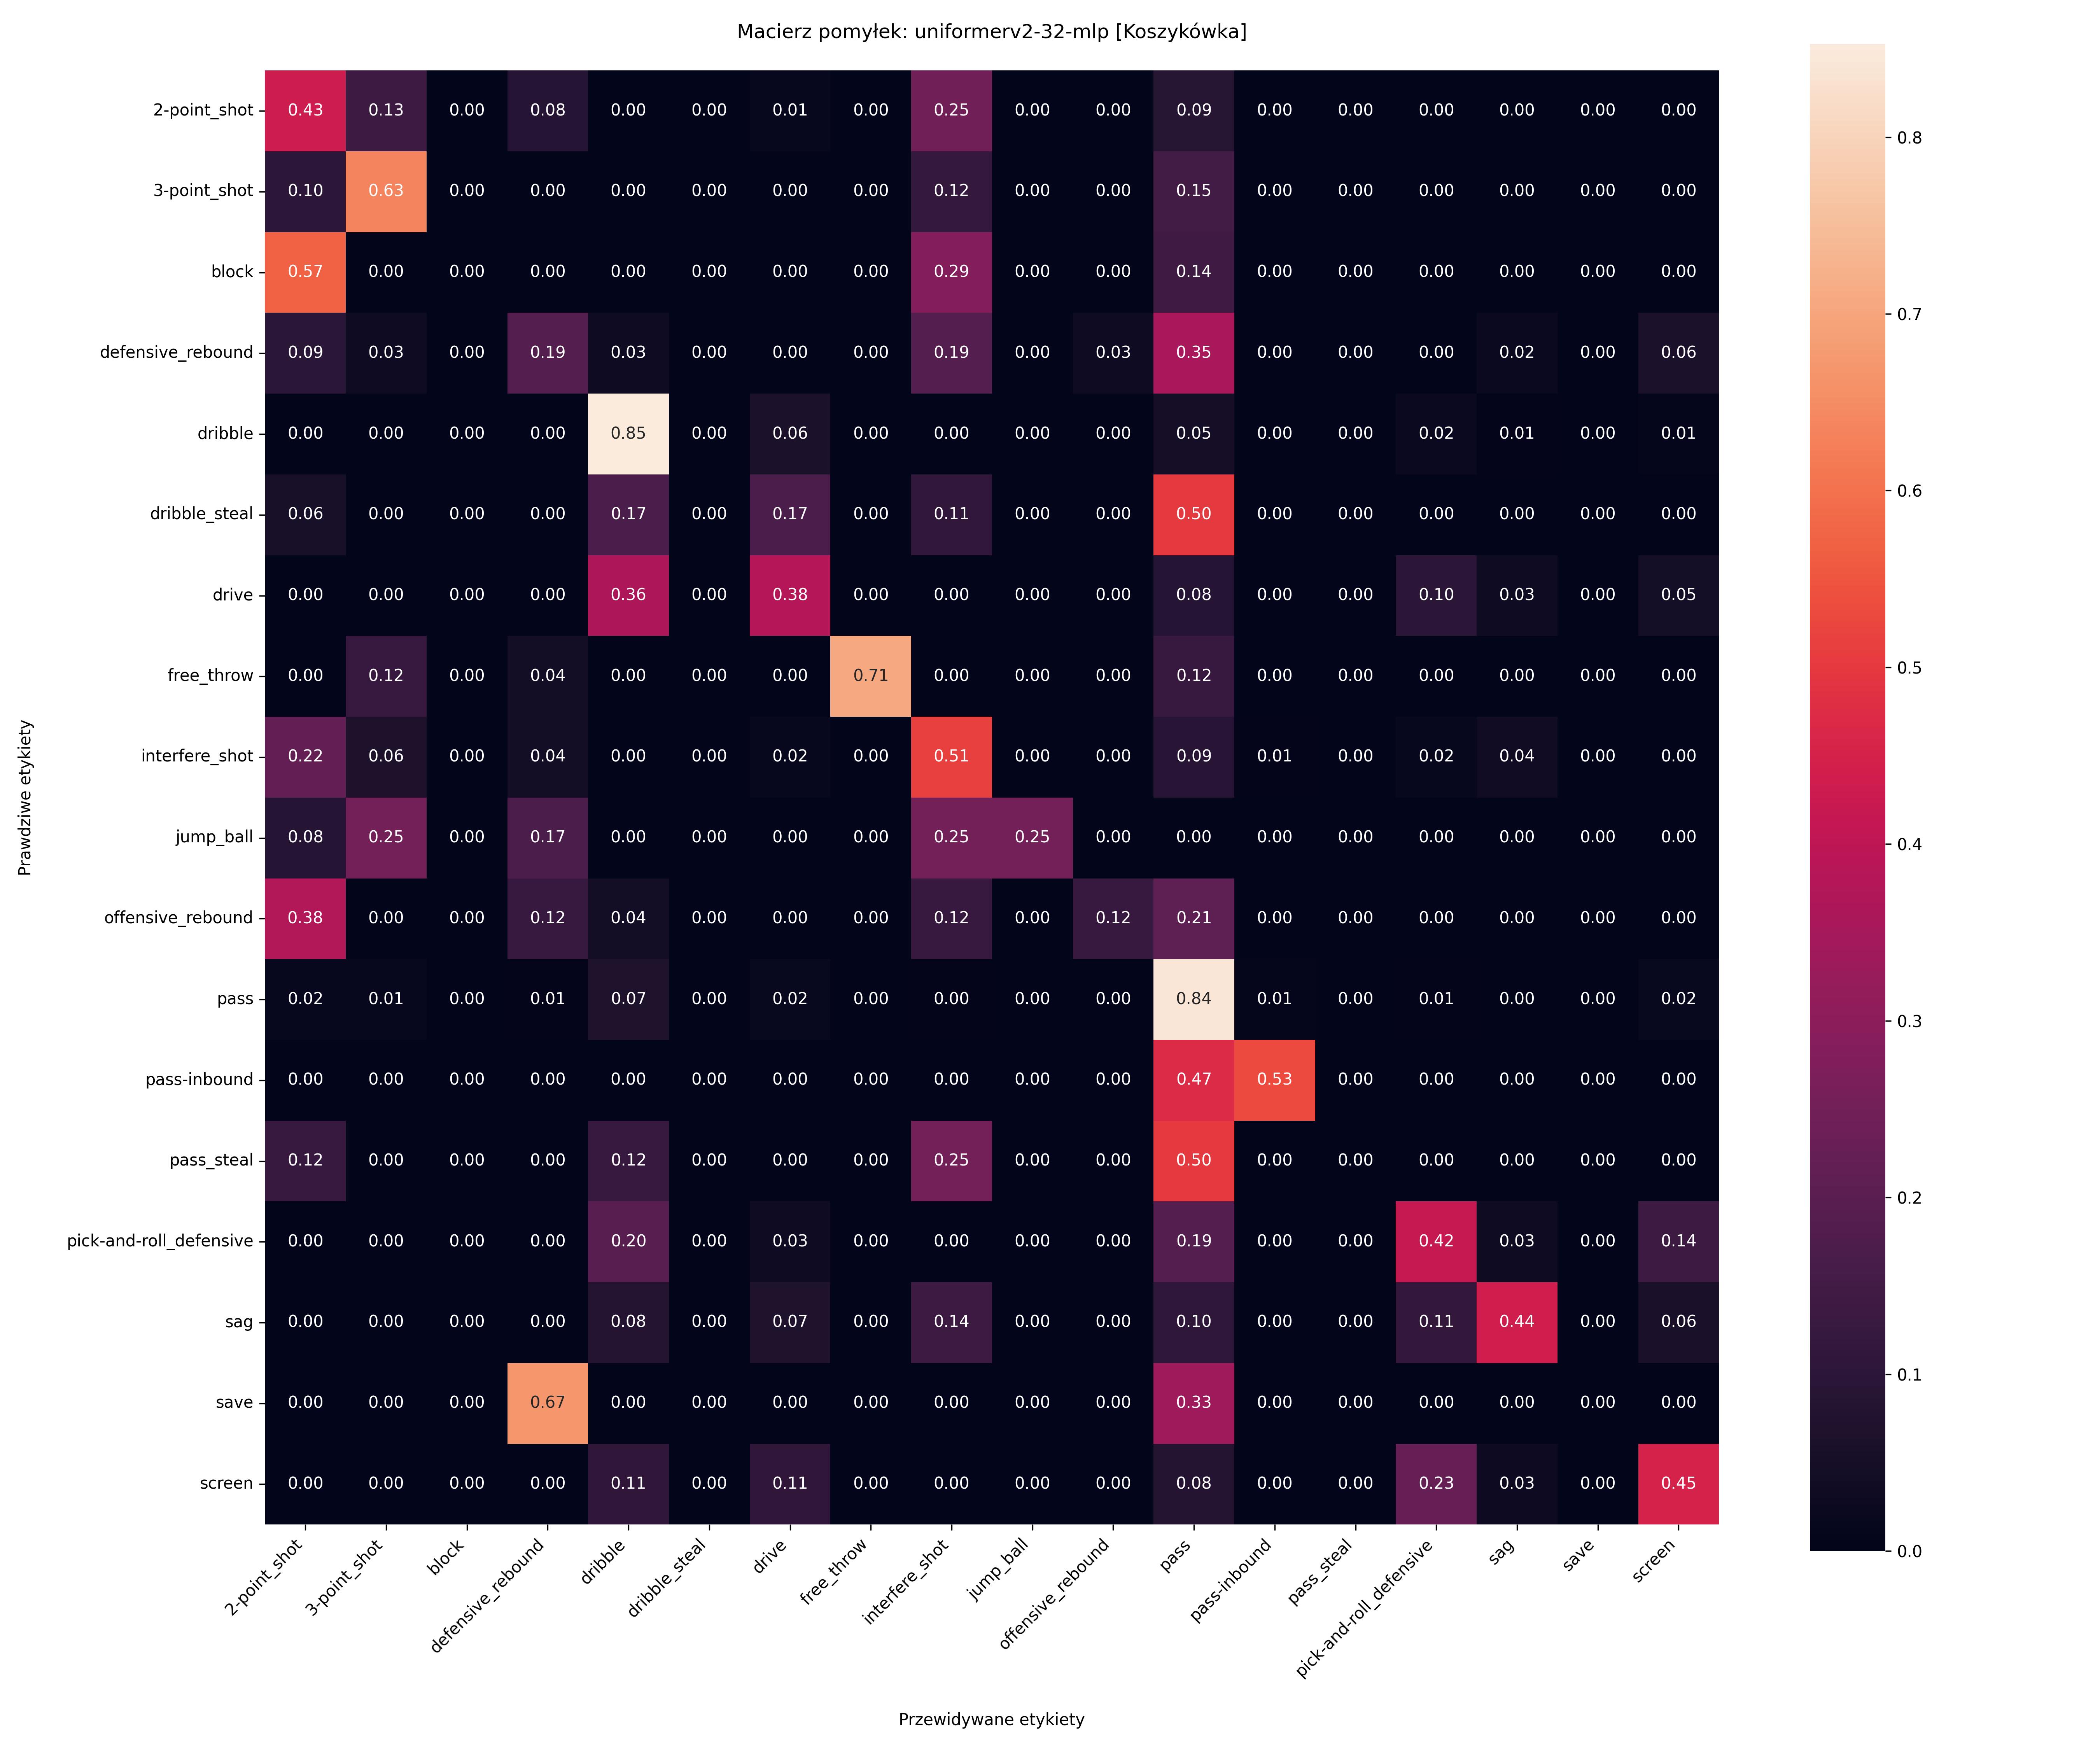 Macierz pomyłek: uniformerv2-32-mlp [Koszykówka]
2-point_shot 0.43 0.13 0.00 0.08 0.00 0.00 0.01 0.00 0.25 0.00 0.00 0.09 0.00 0.00 0.00 0.00 0.00 0.00
3-point_shot 0.10 0.63 0.00 0.00 0.00 0.00 0.00 0.00 0.12 0.00 0.00 0.15 0.00 0.00 0.00 0.00 0.00 0.00
block 0.57 0.00 0.00 0.00 0.00 0.00 0.00 0.00 0.29 0.00 0.00 0.14 0.00 0.00 0.00 0.00 0.00 0.00
defensive_rebound 0.09 0.03 0.00 0.19 0.03 0.00 0.00 0.00 0.19 0.00 0.03 0.35 0.00 0.00 0.00 0.02 0.00 0.06
dribble 0.00 0.00 0.00 0.00 0.85 0.00 0.06 0.00 0.00 0.00 0.00 0.05 0.00 0.00 0.02 0.01 0.00 0.01
dribble_steal 0.06 0.00 0.00 0.00 0.17 0.00 0.17 0.00 0.11 0.00 0.00 0.50 0.00 0.00 0.00 0.00 0.00 0.00
drive 0.00 0.00 0.00 0.00 0.36 0.00 0.38 0.00 0.00 0.00 0.00 0.08 0.00 0.00 0.10 0.03 0.00 0.05
free_throw 0.00 0.12 0.00 0.04 0.00 0.00 0.00 0.71 0.00 0.00 0.00 0.12 0.00 0.00 0.00 0.00 0.00 0.00
interfere_shot 0.22 0.06 0.00 0.04 0.00 0.00 0.02 0.00 0.51 0.00 0.00 0.09 0.01 0.00 0.02 0.04 0.00 0.00
jump_ball 0.08 0.25 0.00 0.17 0.00 0.00 0.00 0.00 0.25 0.25 0.00 0.00 0.00 0.00 0.00 0.00 0.00 0.00
offensive_rebound 0.38 0.00 0.00 0.12 0.04 0.00 0.00 0.00 0.12 0.00 0.12 0.21 0.00 0.00 0.00 0.00 0.00 0.00
pass 0.02 0.01 0.00 0.01 0.07 0.00 0.02 0.00 0.00 0.00 0.00 0.84 0.01 0.00 0.01 0.00 0.00 0.02
pass-inbound 0.00 0.00 0.00 0.00 0.00 0.00 0.00 0.00 0.00 0.00 0.00 0.47 0.53 0.00 0.00 0.00 0.00 0.00
pass_steal 0.12 0.00 0.00 0.00 0.12 0.00 0.00 0.00 0.25 0.00 0.00 0.50 0.00 0.00 0.00 0.00 0.00 0.00
pick-and-roll_defensive 0.00 0.00 0.00 0.00 0.20 0.00 0.03 0.00 0.00 0.00 0.00 0.19 0.00 0.00 0.42 0.03 0.00 0.14
sag 0.00 0.00 0.00 0.00 0.08 0.00 0.07 0.00 0.14 0.00 0.00 0.10 0.00 0.00 0.11 0.44 0.00 0.06
save 0.00 0.00 0.00 0.67 0.00 0.00 0.00 0.00 0.00 0.00 0.00 0.33 0.00 0.00 0.00 0.00 0.00 0.00
screen 0.00 0.00 0.00 0.00 0.11 0.00 0.11 0.00 0.00 0.00 0.00 0.08 0.00 0.00 0.23 0.03 0.00 0.45
2-point_shot 3-point_shot block defensive_rebound dribble dribble_steal drive free_throw interfere_shot jump_ball offensive_rebound pass pass-inbound pass_steal pick-and-roll_defensive sag save screen
Przewidywane etykiety
Prawdziwe etykiety
0.8
0.7
0.6
0.5
0.4
0.3
0.2
0.1
0.0